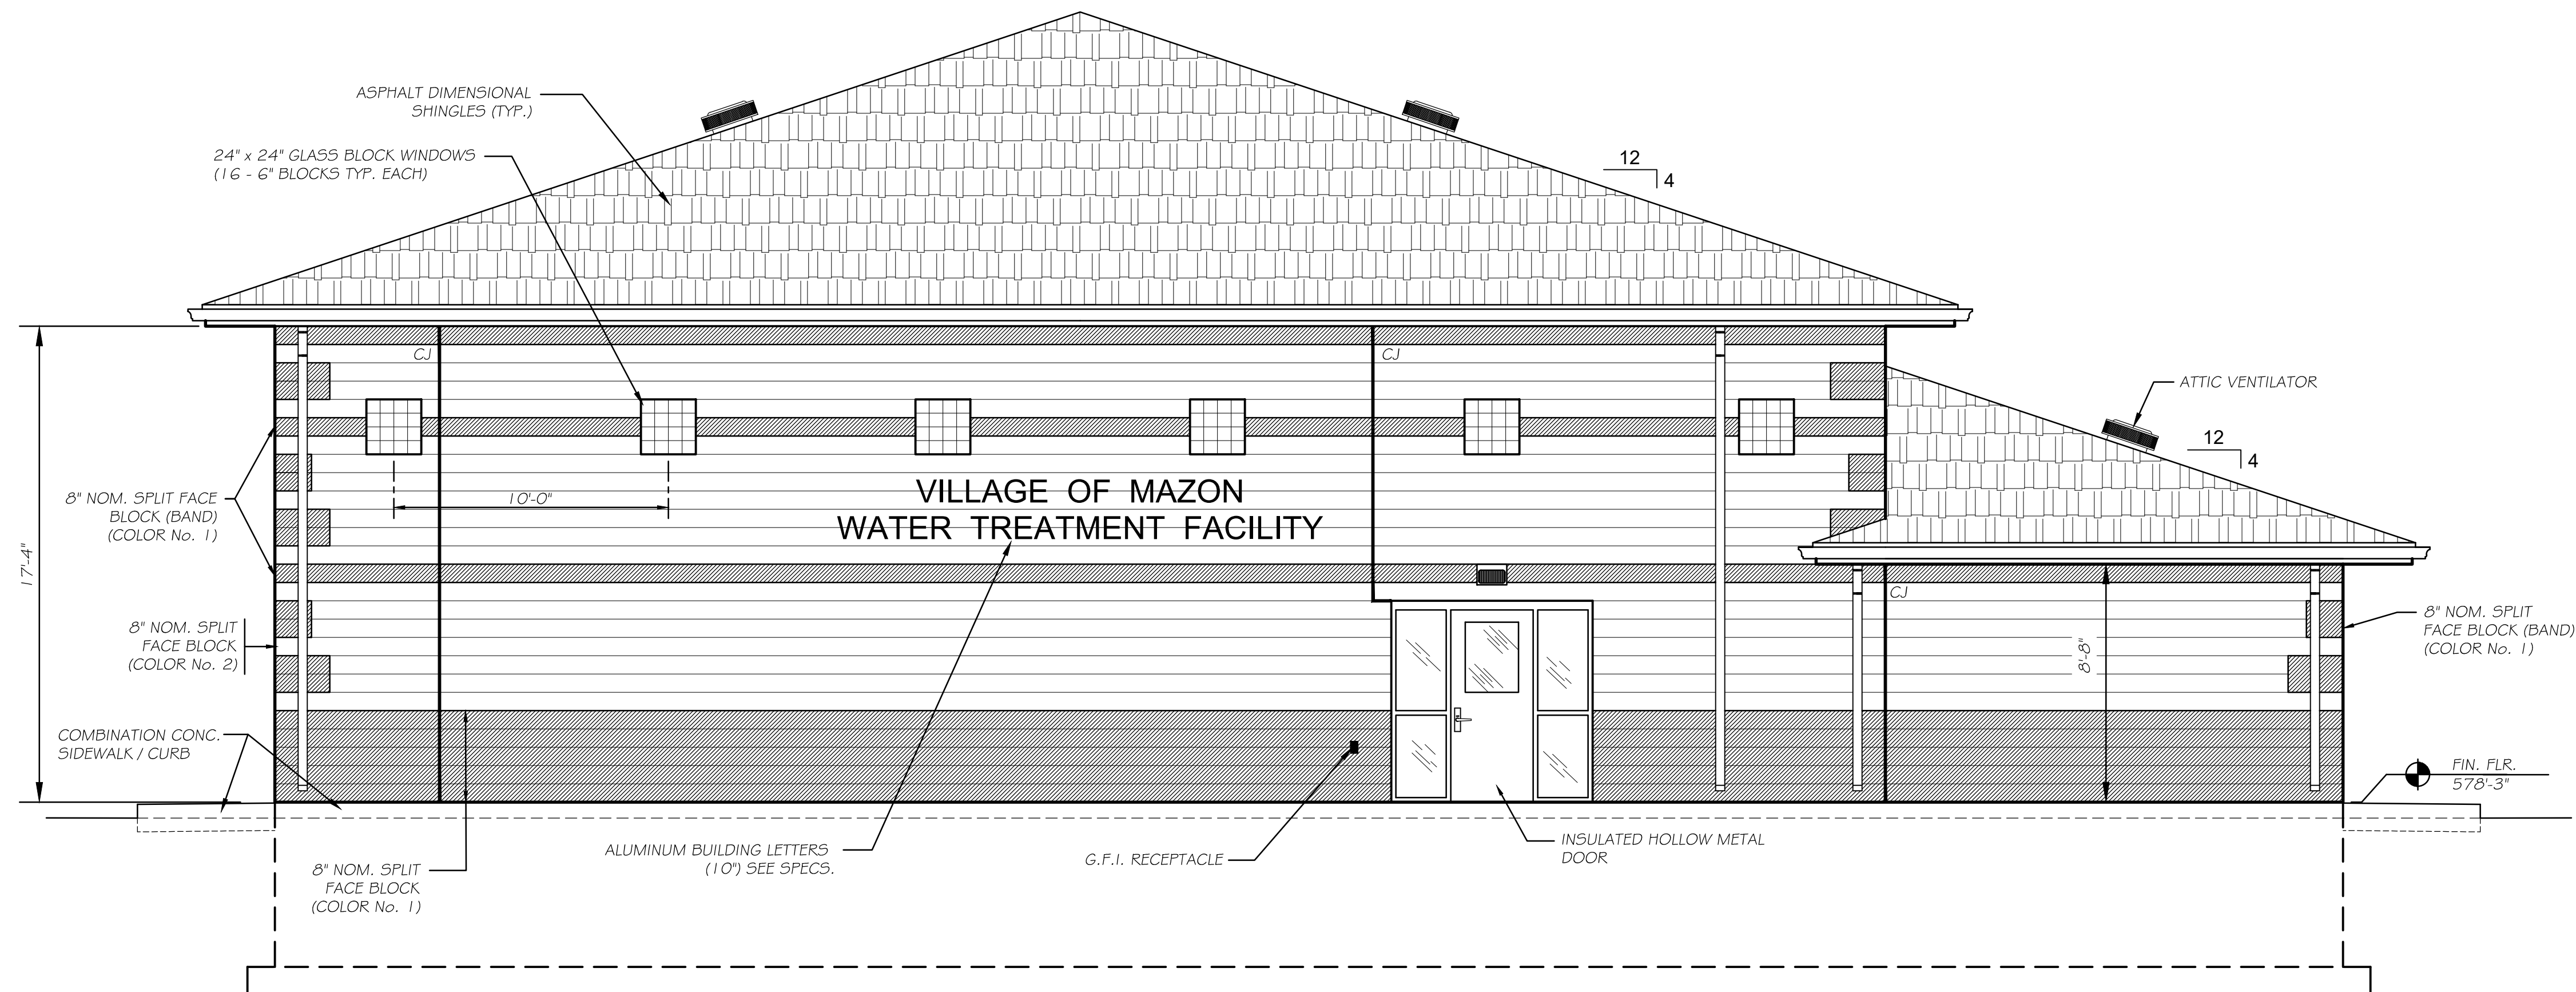 ASPHALT DIMENSIONAL
SHINGLES (TYP.)
24" x 24" GLASS BLOCK WINDOWS
(16 - 6" BLOCKS TYP. EACH)
12
4
ATTIC VENTILATOR
12
4
CJ
CJ
17'-4"
8" NOM. SPLIT FACE
BLOCK (BAND)
(COLOR No. 1)
10'-0"
VILLAGE OF MAZON
WATER TREATMENT FACILITY
CJ
8" NOM. SPLIT
FACE BLOCK
(COLOR No. 2)
8'-8"
8" NOM. SPLIT
FACE BLOCK (BAND)
(COLOR No. 1)
COMBINATION CONC.
SIDEWALK / CURB
FIN. FLR.
578'-3"
8" NOM. SPLIT
FACE BLOCK
(COLOR No. 1)
ALUMINUM BUILDING LETTERS
(10") SEE SPECS.
G.F.I. RECEPTACLE
INSULATED HOLLOW METAL
DOOR